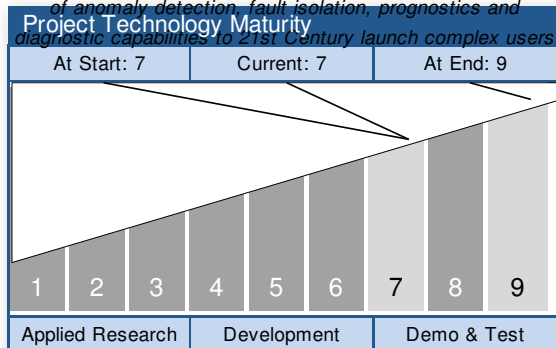 of anomaly detection, fault isolation, prognostics and
Project Technology Maturity
diagnostic capabilities to 21st Century launch complex users
At Start: 7 Current: 7 At End: 9
1 2 3 4 5 6 7 8 9
Applied Research Development Demo & Test